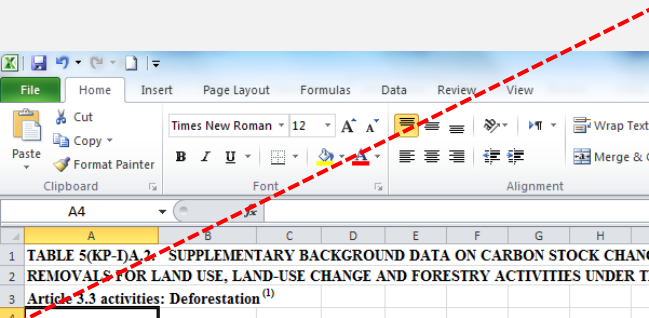 File Home Insert Page Layout Formulas Data Review View
Cut
Copy
Format Painter
Paste
Times New Roman 12 A A
B I U A
Wrap Text
Merge &
Clipboard Font Alignment
A4 fx
A B C D E F G H
1 TABLE 5(KP-I)A.2. SUPPLEMENTARY BACKGROUND DATA ON CARBON STOCK
2 REMOVALS FOR LAND USE, LAND-USE CHANGE AND FORESTRY ACTIVITIES UNDER
3 Article 3.3 activities: Deforestation (1)
4